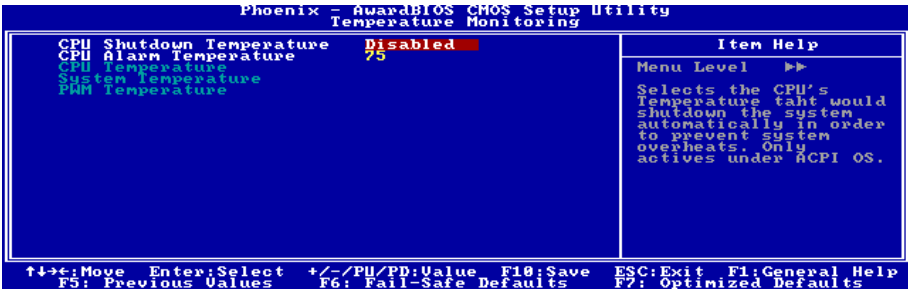 Phoenix - AwardBIOS CMOS Setup Utility
Temperature Monitoring
CPU Shutdown Temperature Disabled
CPU Alarm Temperature 75
CPU Temperature
System Temperature
PWM Temperature
Item Help
Menu Level ▶▶
Selects the CPU's
Temperature taht would
shutdown the system
automatically in order
to prevent system
overheats. Only
actives under ACPI OS.
↑↓→←:Move Enter:Select +/-/PU/PD:Value F10:Save ESC:Exit F1:General Help
F5: Previous Values F6: Fail-Safe Defaults F7: Optimized Defaults